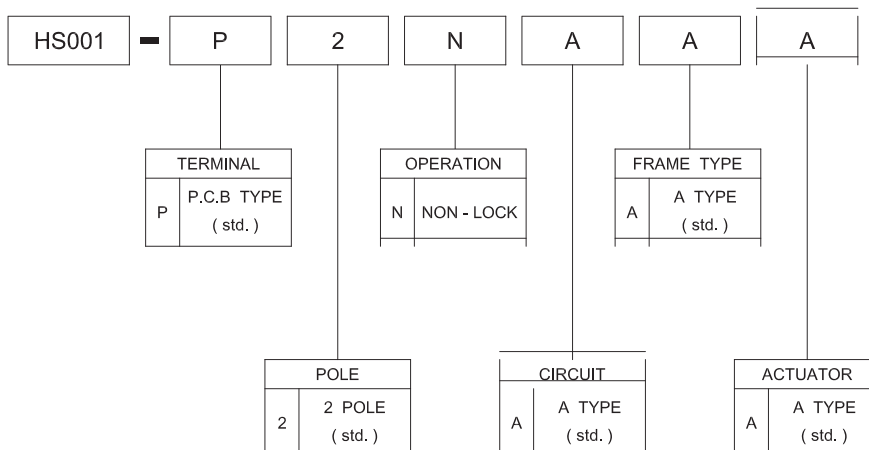 HS001 - P 2 N A A A
TERMINAL
P P.C.B TYPE
( std. )
OPERATION
N NON - LOCK
FRAME TYPE
A A TYPE
( std. )
POLE
2 2 POLE
( std. )
CIRCUIT
A A TYPE
( std. )
ACTUATOR
A A TYPE
( std. )